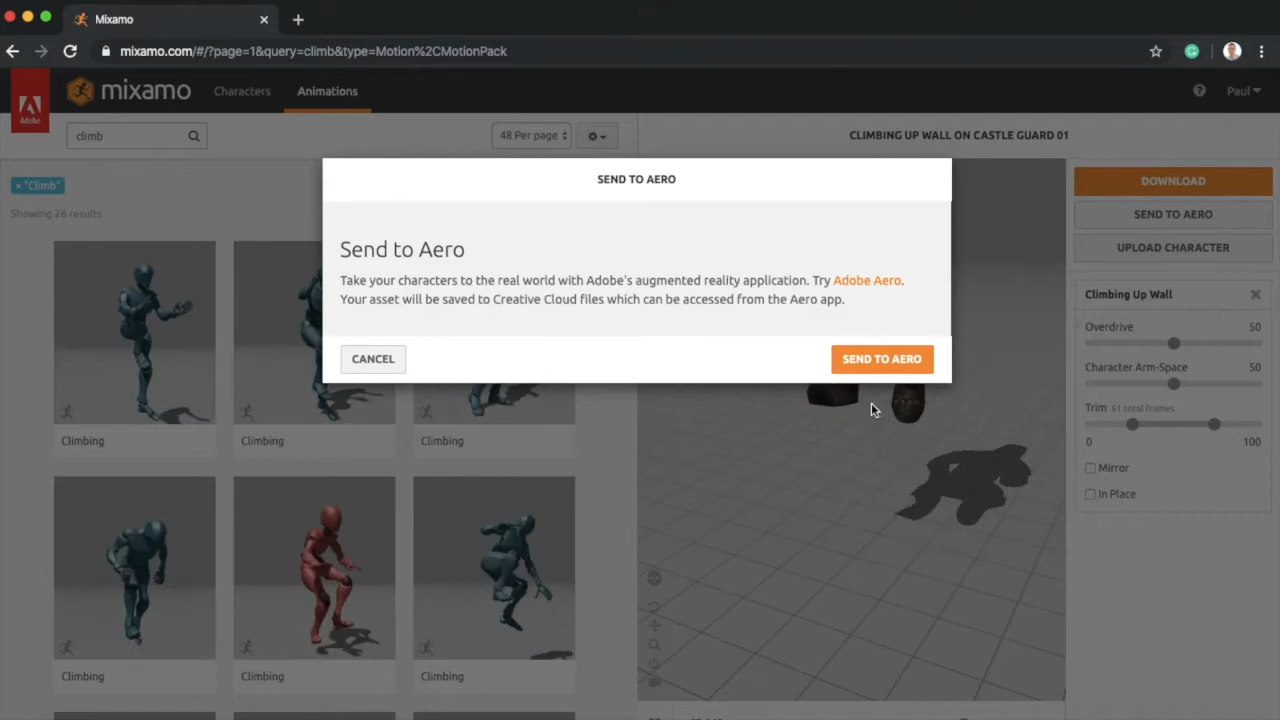 Mixamo
mixamo.com/#/?page=1&query=climb&type=Motion%2CMotionPack
Adobe
mixamo
Characters
Animations
Paul
climb
48 Per page
CLIMBING UP WALL ON CASTLE GUARD 01
× "Climb"
Showing 26 results
SEND TO AERO
Send to Aero
Take your characters to the real world with Adobe's augmented reality application. Try Adobe Aero.
Your asset will be saved to Creative Cloud files which can be accessed from the Aero app.
CANCEL
SEND TO AERO
DOWNLOAD
SEND TO AERO
UPLOAD CHARACTER
Climbing Up Wall
Overdrive 50
Character Arm-Space 50
Trim 61 total frames
0 100
Mirror
In Place
Climbing
Climbing
Climbing
Climbing
Climbing
Climbing